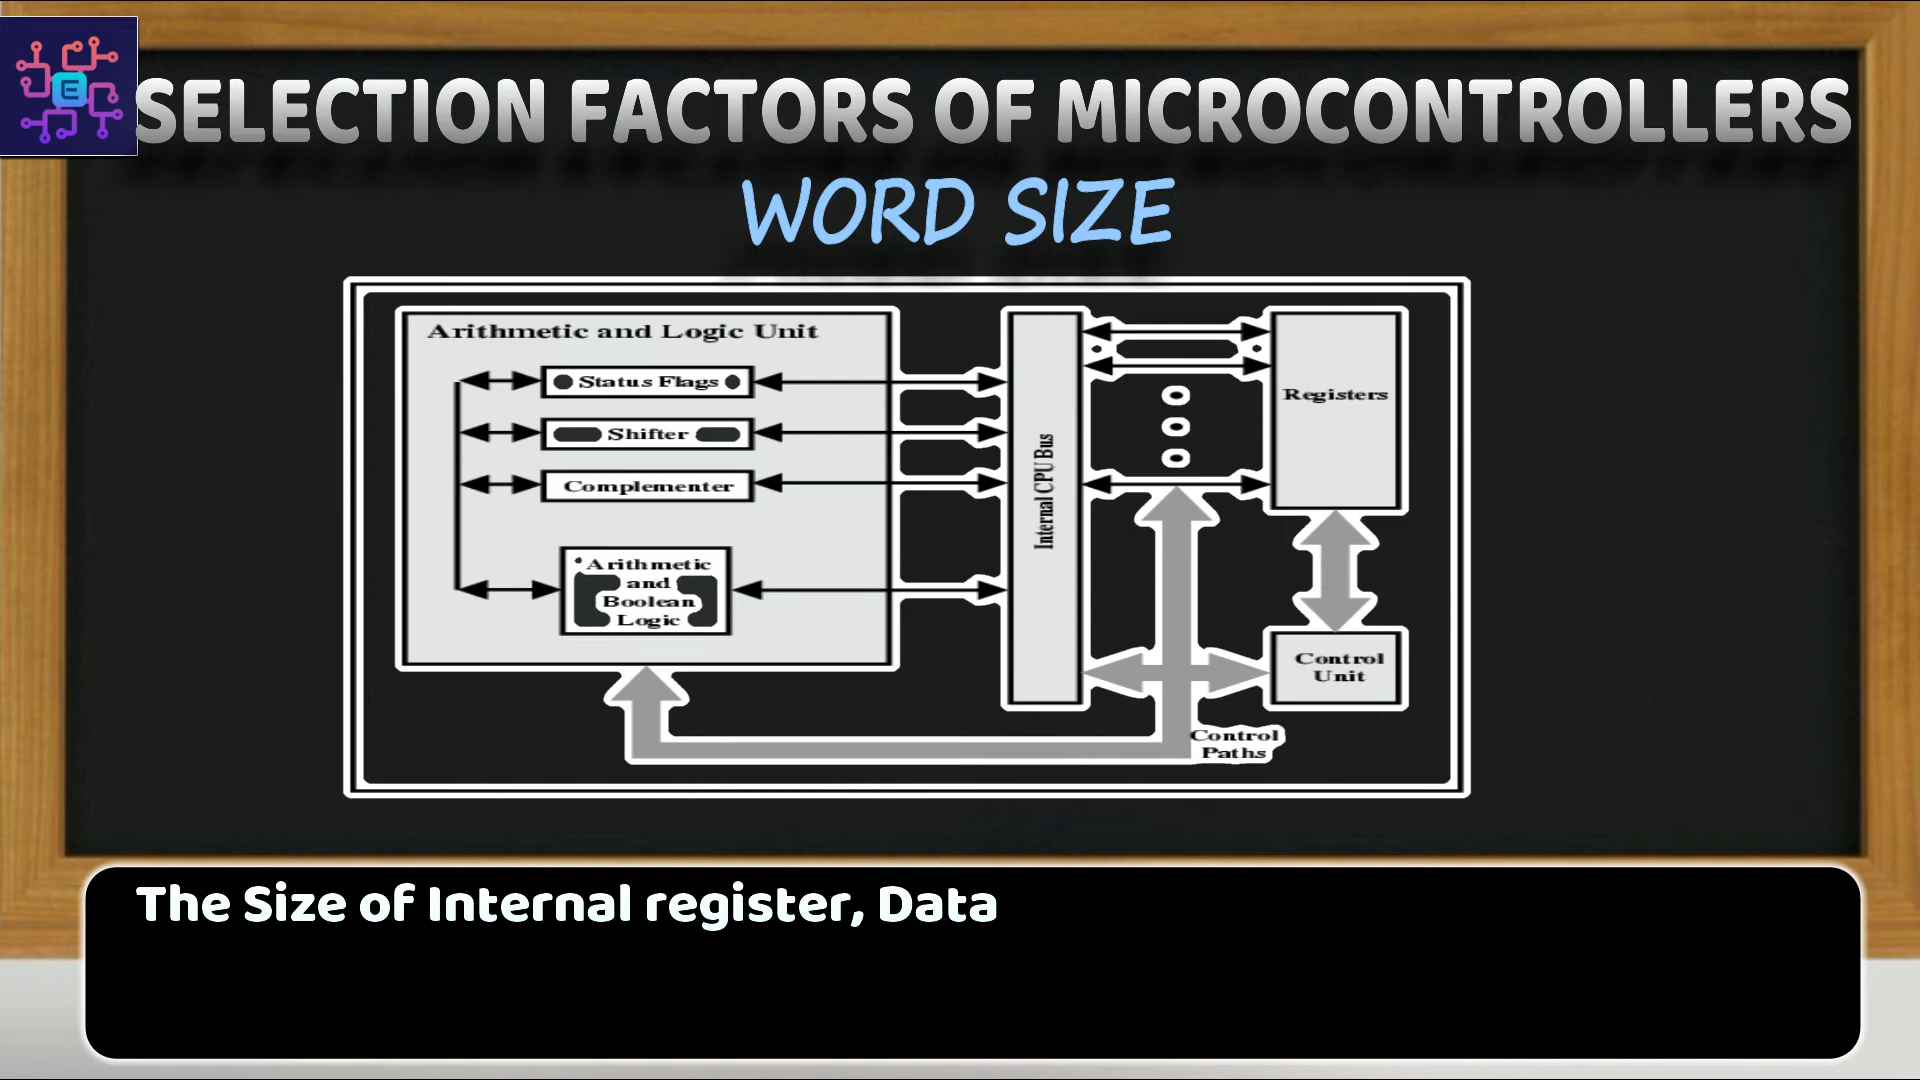 SELECTION FACTORS OF MICROCONTROLLERS
WORD SIZE
Arithmetic and Logic Unit
Status Flags
Shifter
Complementer
Arithmetic
and
Boolean
Logic
Internal CPU Bus
Registers
Control
Unit
Control
Paths
The Size of Internal register, Data
E